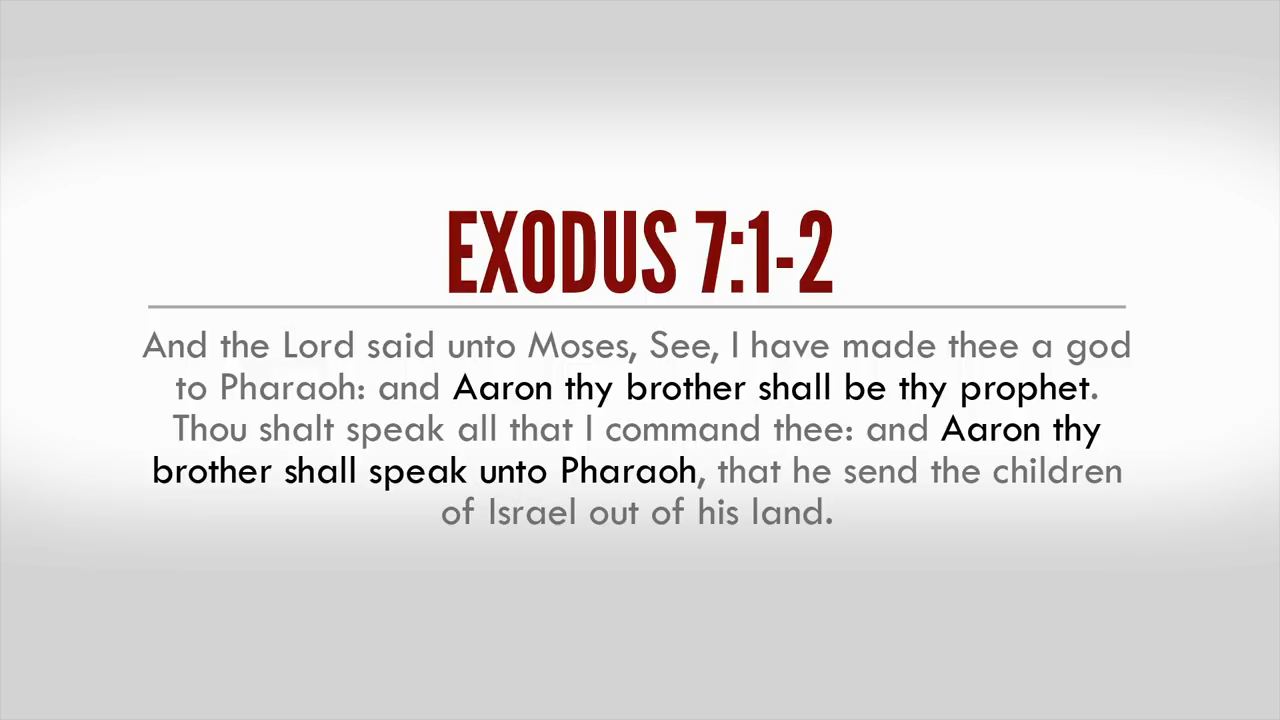 EXODUS 7:1-2
And the Lord said unto Moses, See, I have made thee a god
to Pharaoh: and Aaron thy brother shall be thy prophet.
Thou shalt speak all that I command thee: and Aaron thy
brother shall speak unto Pharaoh, that he send the children
of Israel out of his land.